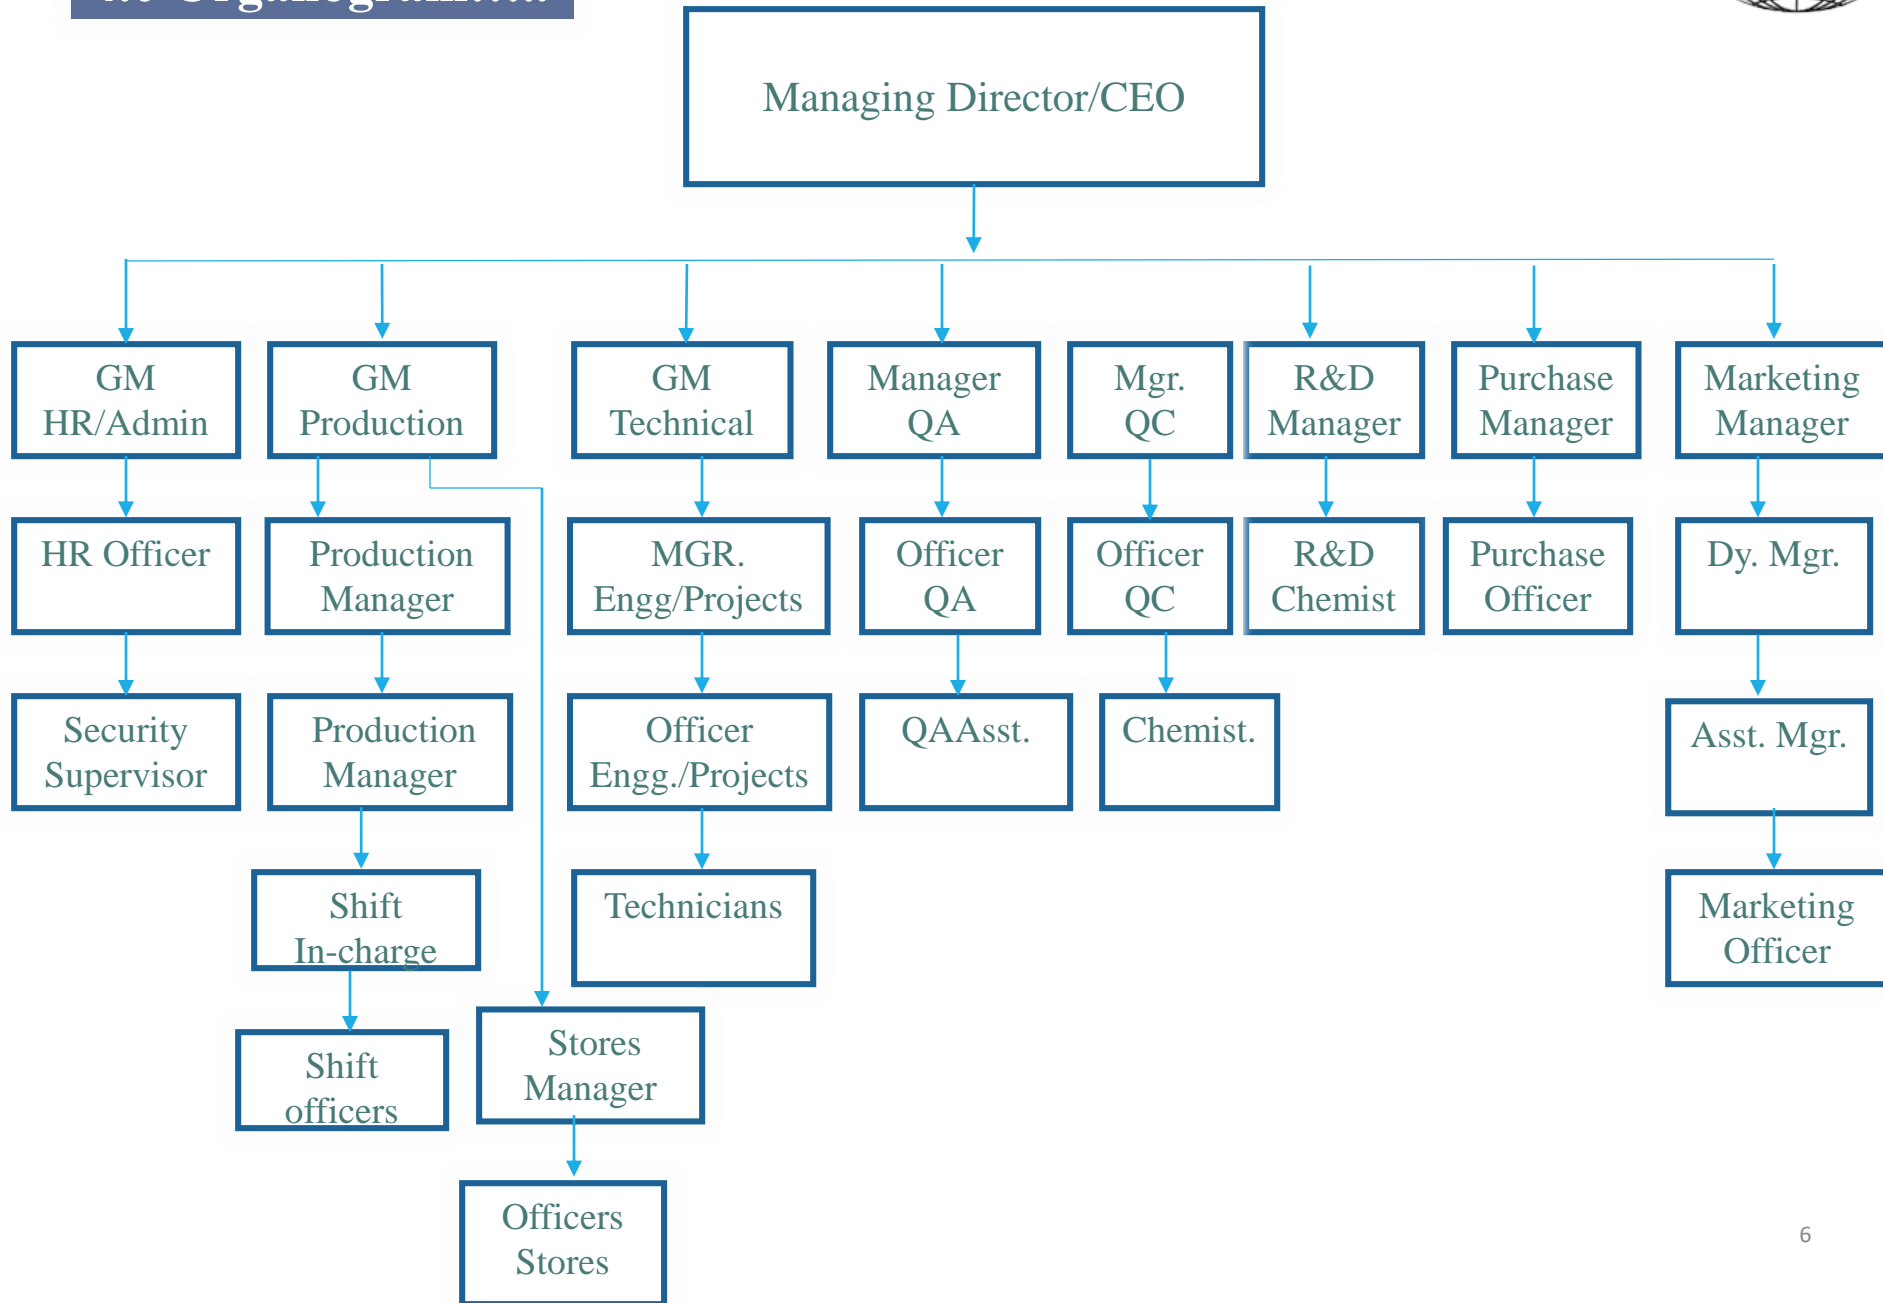 Organogram…..
Managing Director/CEO
GM
HR/Admin
GM
Production
GM
Technical
Manager
QA
Mgr.
QC
R&D
Manager
Purchase
Manager
Marketing
Manager
HR Officer
Production
Manager
MGR.
Engg/Projects
Officer
QA
Officer
QC
R&D
Chemist
Purchase
Officer
Dy. Mgr.
Security
Supervisor
Production
Manager
Officer
Engg./Projects
QAAsst.
Chemist.
Asst. Mgr.
Shift
In-charge
Technicians
Marketing
Officer
Shift
officers
Stores
Manager
Officers
Stores
6